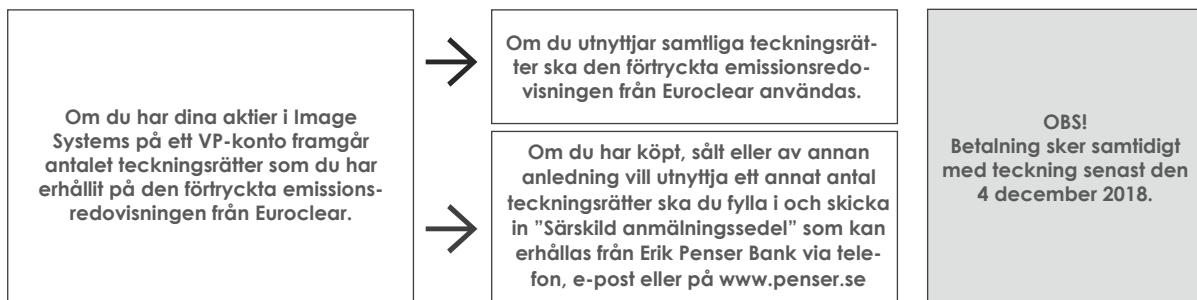 Om du har dina aktier i Image
Systems på ett VP-konto framgår
antalet teckningsrätter som du har
erhållit på den förtryckta emissions-
redovisningen från Euroclear.
Om du utnyttjar samtliga teckningsrät-
ter ska den förtryckta emissionsredo-
visningen från Euroclear användas.
Om du har köpt, sålt eller av annan
anledning vill utnyttja ett annat antal
teckningsrätter ska du fylla i och skicka
in ”Särskild anmälningssedel” som kan
erhållas från Erik Penser Bank via tele-
fon, e-post eller på www.penser.se
OBS!
Betalning sker samtidigt
med teckning senast den
4 december 2018.